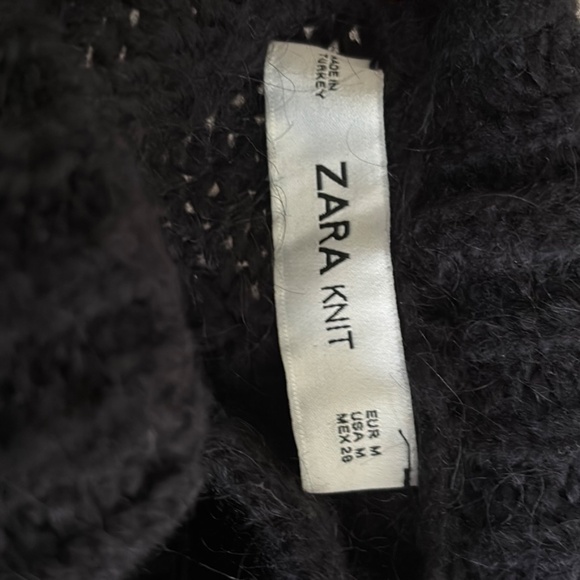 MADE IN
TURKEY
ZARA KNIT
EUR M
USA M
MEX 28